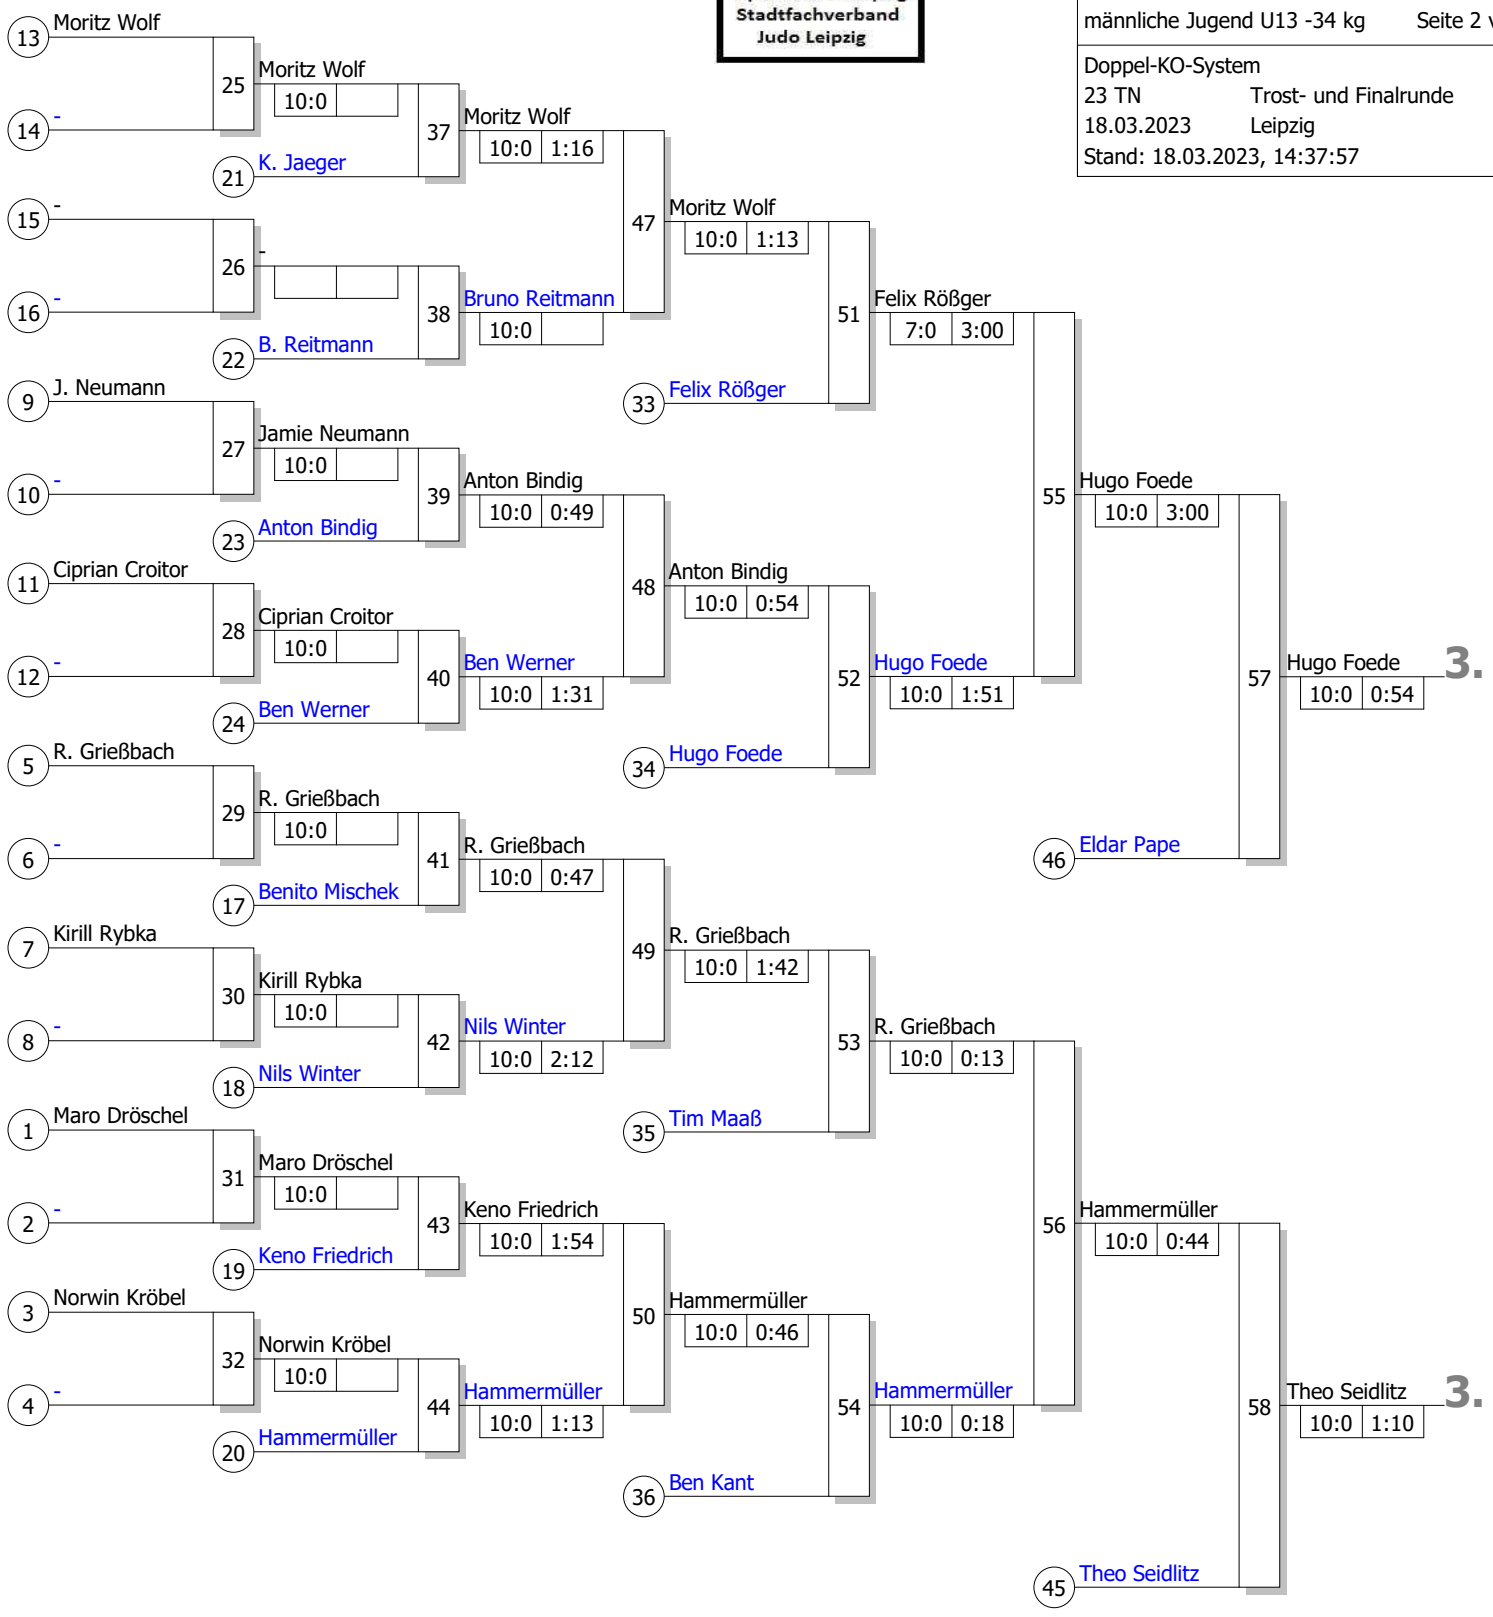 Stadtfachverband
Judo Leipzig
männliche Jugend U13 -34 kg Seite 2
Doppel-KO-System
23 TN Trost- und Finalrunde
18.03.2023 Leipzig
Stand: 18.03.2023, 14:37:57
13 Moritz Wolf
25
Moritz Wolf
10:0
14 -
37
Moritz Wolf
10:0 1:16
21 K. Jaeger
15 -
47
Moritz Wolf
10:0 1:13
26
-
16 -
38
Bruno Reitmann
10:0
22 B. Reitmann
51
Felix Rößger
7:0 3:00
33 Felix Rößger
9 J. Neumann
27
Jamie Neumann
10:0
10 -
39
Anton Bindig
10:0 0:49
23 Anton Bindig
55
Hugo Foede
10:0 3:00
11 Ciprian Croitor
48
Anton Bindig
10:0 0:54
28
Ciprian Croitor
10:0
12 -
40
Ben Werner
10:0 1:31
24 Ben Werner
52
Hugo Foede
10:0 1:51
34 Hugo Foede
57
Hugo Foede 3.
10:0 0:54
46 Eldar Pape
5 R. Grießbach
29
R. Grießbach
10:0
6 -
41
R. Grießbach
10:0 0:47
17 Benito Mischek
7 Kirill Rybka
49
R. Grießbach
10:0 1:42
30
Kirill Rybka
10:0
8 -
42
Nils Winter
10:0 2:12
18 Nils Winter
53
R. Grießbach
10:0 0:13
35 Tim Maaß
1 Maro Dröschel
31
Maro Dröschel
10:0
2 -
43
Keno Friedrich
10:0 1:54
19 Keno Friedrich
56
Hammermüller
10:0 0:44
3 Norwin Kröbel
50
Hammermüller
10:0 0:46
32
Norwin Kröbel
10:0
4 -
44
Hammermüller
10:0 1:13
20 Hammermüller
54
Hammermüller
10:0 0:18
36 Ben Kant
58
Theo Seidlitz 3.
10:0 1:10
45 Theo Seidlitz